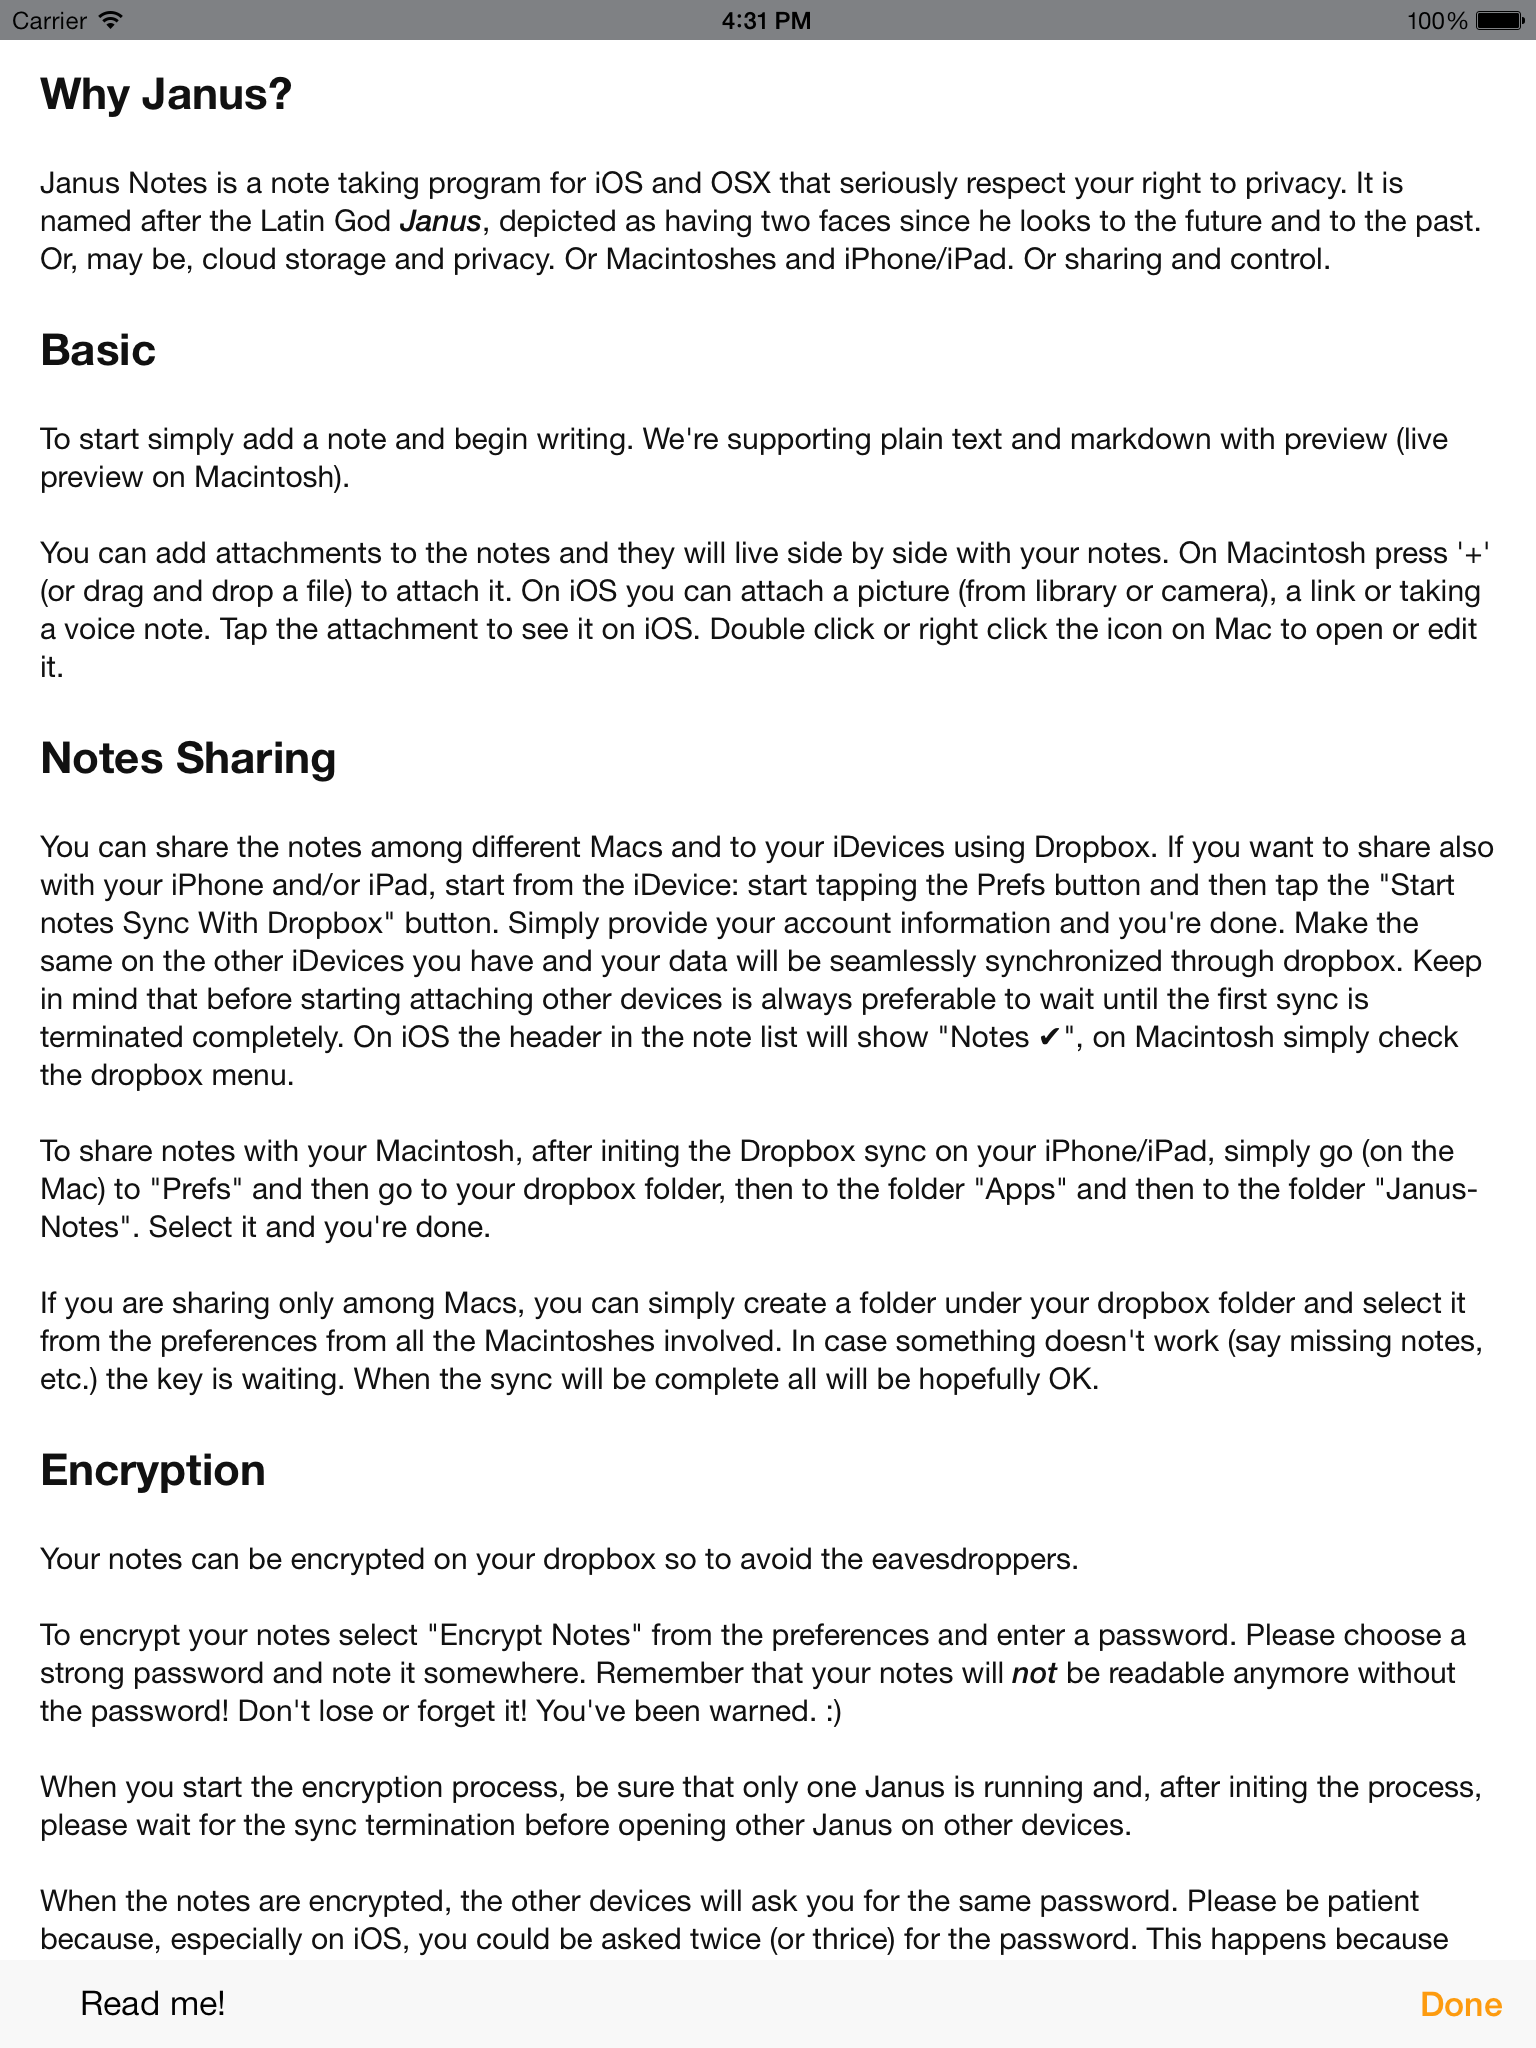 Carrier
4:31 PM
100%
Why Janus?
Janus Notes is a note taking program for iOS and OSX that seriously respect your right to privacy. It is
named after the Latin God Janus, depicted as having two faces since he looks to the future and to the past.
Or, may be, cloud storage and privacy. Or Macintoshes and iPhone/iPad. Or sharing and control.
Basic
To start simply add a note and begin writing. We're supporting plain text and markdown with preview (live
preview on Macintosh).
You can add attachments to the notes and they will live side by side with your notes. On Macintosh press '+'
(or drag and drop a file) to attach it. On iOS you can attach a picture (from library or camera), a link or taking
a voice note. Tap the attachment to see it on iOS. Double click or right click the icon on Mac to open or edit
it.
Notes Sharing
You can share the notes among different Macs and to your iDevices using Dropbox. If you want to share also
with your iPhone and/or iPad, start from the iDevice: start tapping the Prefs button and then tap the "Start
notes Sync With Dropbox" button. Simply provide your account information and you're done. Make the
same on the other iDevices you have and your data will be seamlessly synchronized through dropbox. Keep
in mind that before starting attaching other devices is always preferable to wait until the first sync is
terminated completely. On iOS the header in the note list will show "Notes ✔", on Macintosh simply check
the dropbox menu.
To share notes with your Macintosh, after initing the Dropbox sync on your iPhone/iPad, simply go (on the
Mac) to "Prefs" and then go to your dropbox folder, then to the folder "Apps" and then to the folder "Janus-
Notes". Select it and you're done.
If you are sharing only among Macs, you can simply create a folder under your dropbox folder and select it
from the preferences from all the Macintoshes involved. In case something doesn't work (say missing notes,
etc.) the key is waiting. When the sync will be complete all will be hopefully OK.
Encryption
Your notes can be encrypted on your dropbox so to avoid the eavesdroppers.
To encrypt your notes select "Encrypt Notes" from the preferences and enter a password. Please choose a
strong password and note it somewhere. Remember that your notes will not be readable anymore without
the password! Don't lose or forget it! You've been warned. :)
When you start the encryption process, be sure that only one Janus is running and, after initing the process,
please wait for the sync termination before opening other Janus on other devices.
When the notes are encrypted, the other devices will ask you for the same password. Please be patient
because, especially on iOS, you could be asked twice (or thrice) for the password. This happens because
Read me!
Done